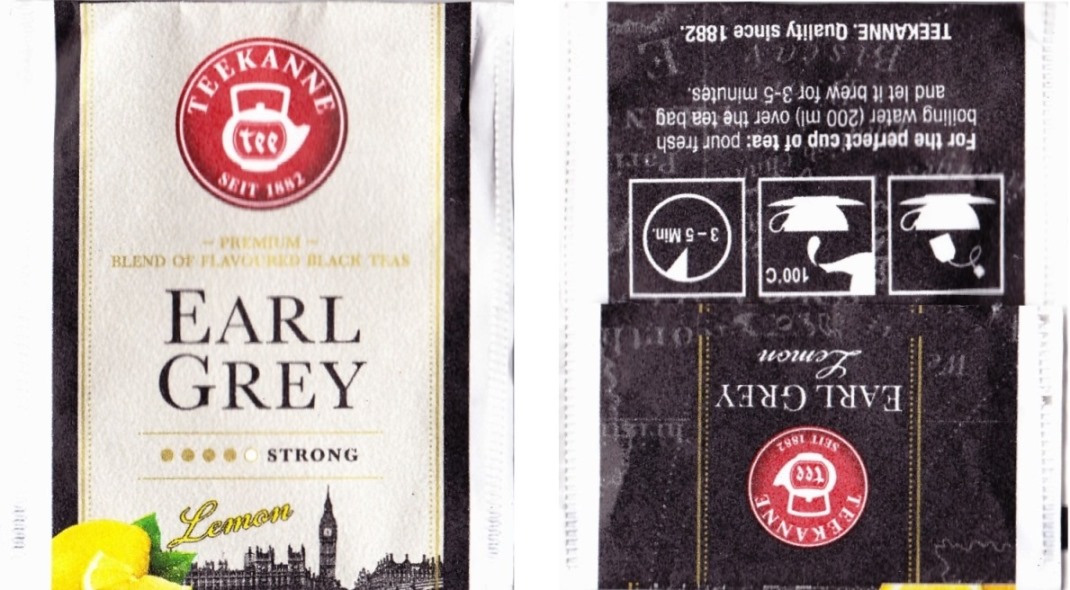 TEEKANNE
tee
SEIT 1882
~ PREMIUM ~
BLEND OF FLAVOURED BLACK TEAS
EARL
GREY
STRONG
Lemon
TEEKANNE
tee
SEIT 1882
EARL GREY
Lemon
100°C
3 – 5 Min.
For the perfect cup of tea: pour fresh
boiling water (200 ml) over the tea bag
and let it brew for 3-5 minutes.
TEEKANNE. Quality since 1882.